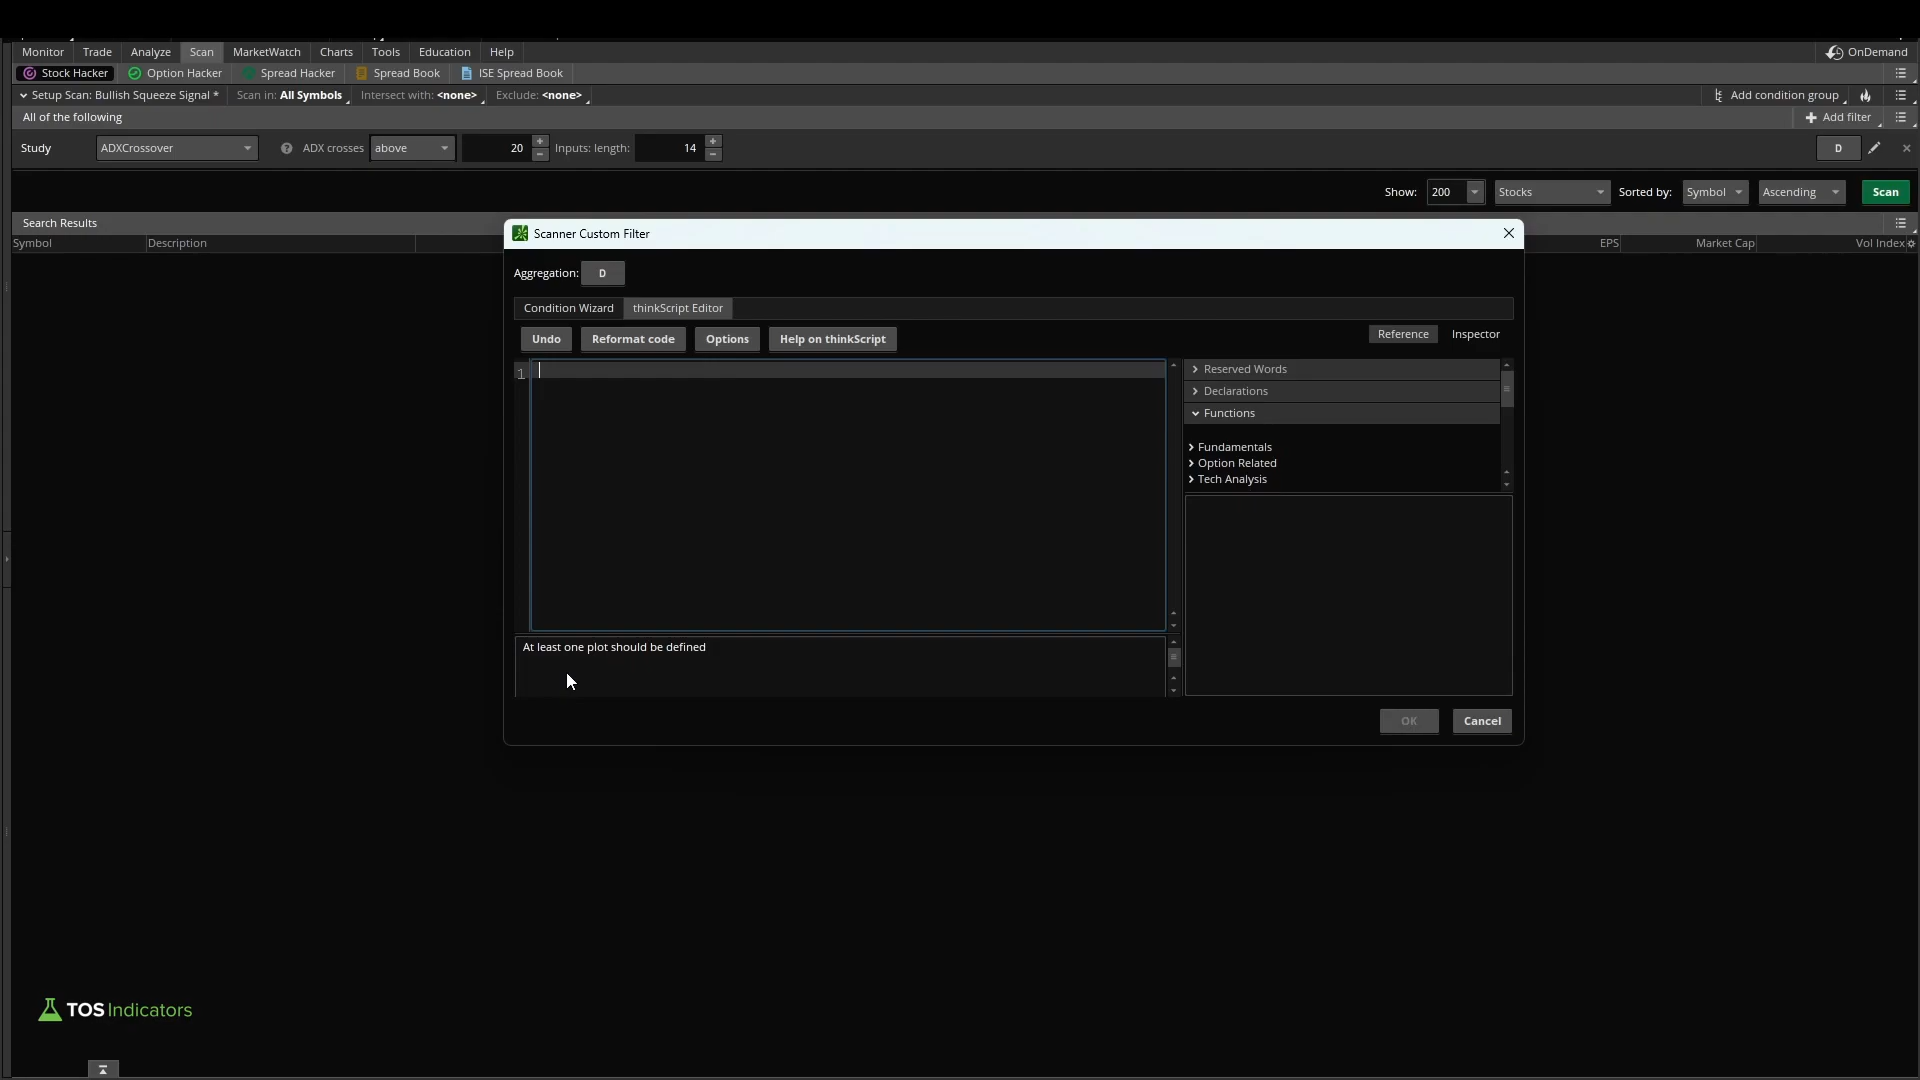 Monitor Trade Analyze Scan MarketWatch Charts Tools Education Help OnDemand
Stock Hacker Option Hacker Spread Hacker Spread Book ISE Spread Book
Setup Scan: Bullish Squeeze Signal * Scan in: All Symbols Intersect with: <none> Exclude: <none> Add condition group
All of the following Add filter
Study ADXCrossover ADX crosses above 20 Inputs: length: 14 D
Show: 200 Stocks Sorted by: Symbol Ascending Scan
Search Results
Symbol Description EPS Market Cap Vol Index
Scanner Custom Filter
Aggregation: D
Condition Wizard thinkScript Editor
Undo Reformat code Options Help on thinkScript Reference Inspector
1
Reserved Words
Declarations
Functions
Fundamentals
Option Related
Tech Analysis
At least one plot should be defined
OK Cancel
TOS Indicators